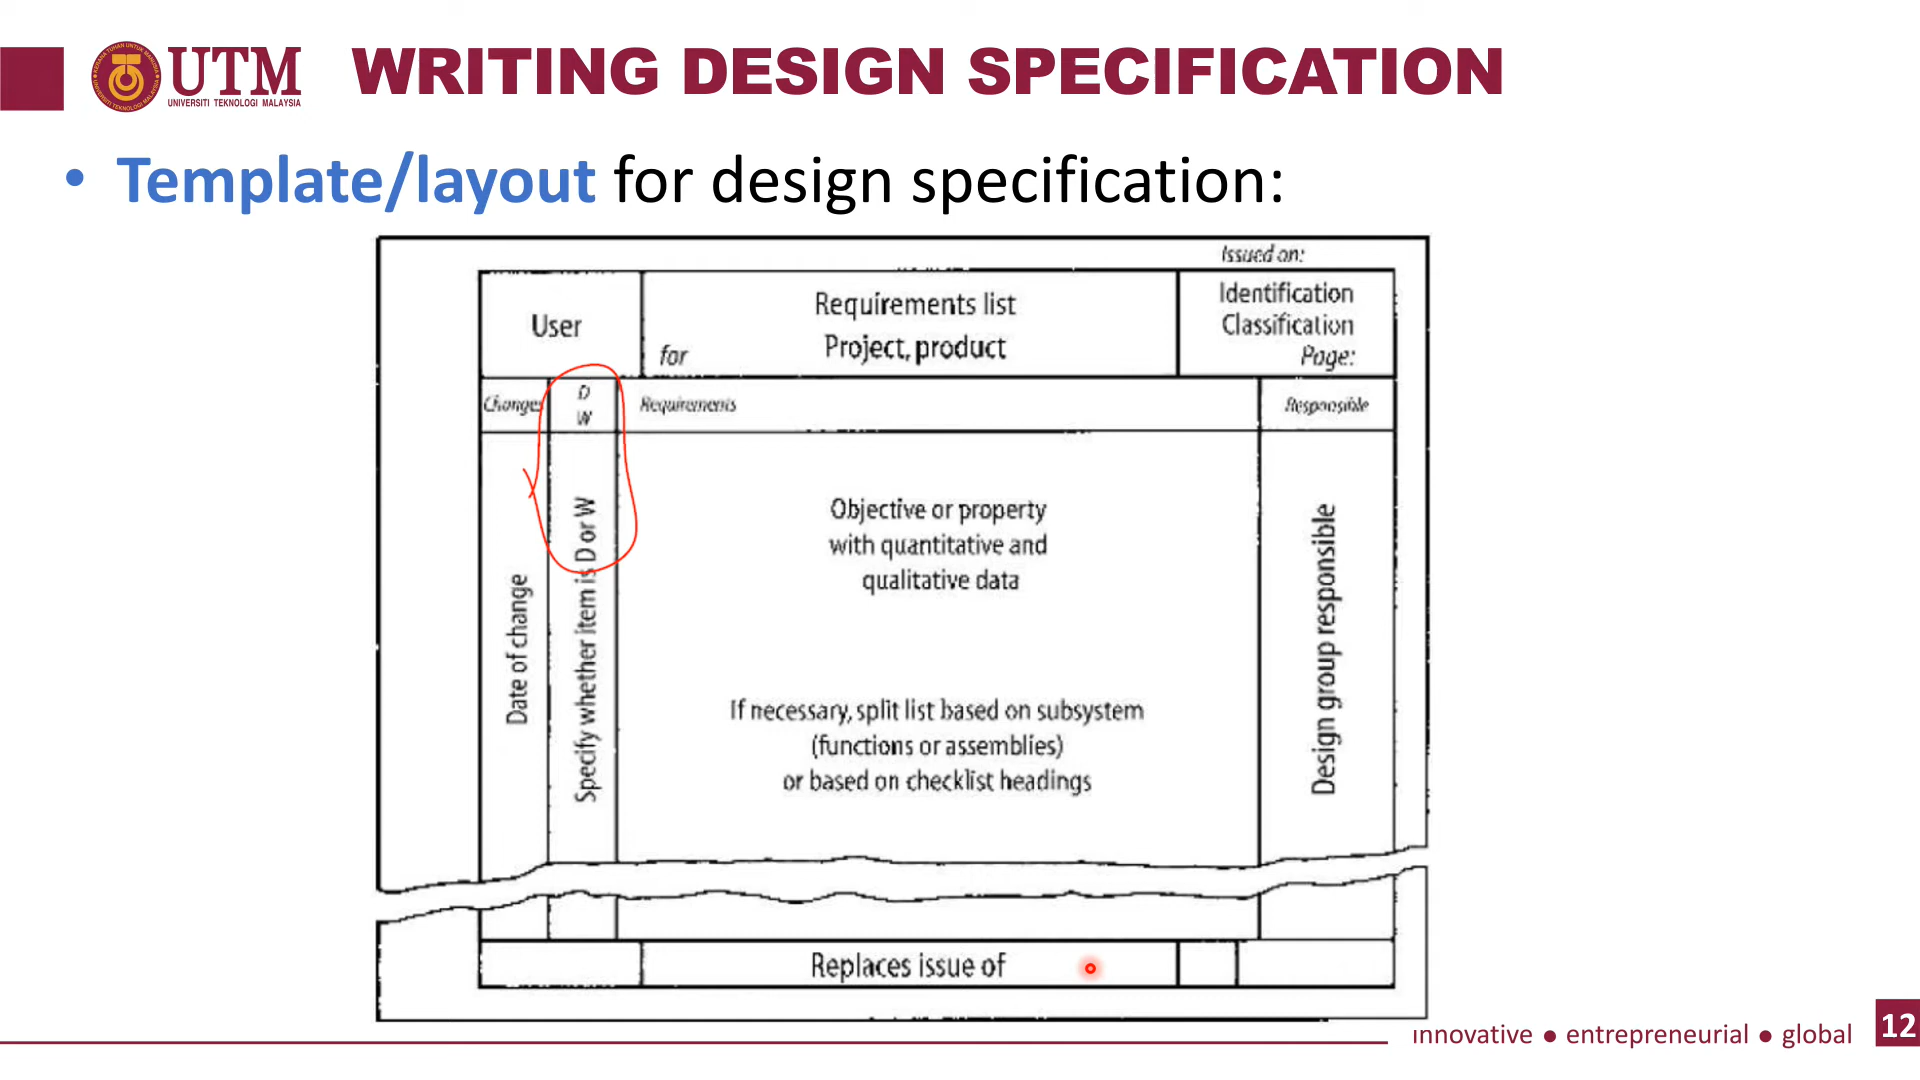 UTM
UNIVERSITI TEKNOLOGI MALAYSIA
WRITING DESIGN SPECIFICATION
• Template/layout for design specification:
Issued on:
User
Requirements list
for Project, product
Identification
Classification
Page:
Changes
D
W
Requirements
Responsible
Date of change
Specify whether item is D or W
Objective or property
with quantitative and
qualitative data
If necessary, split list based on subsystem
(functions or assemblies)
or based on checklist headings
Design group responsible
Replaces issue of
innovative ● entrepreneurial ● global
12